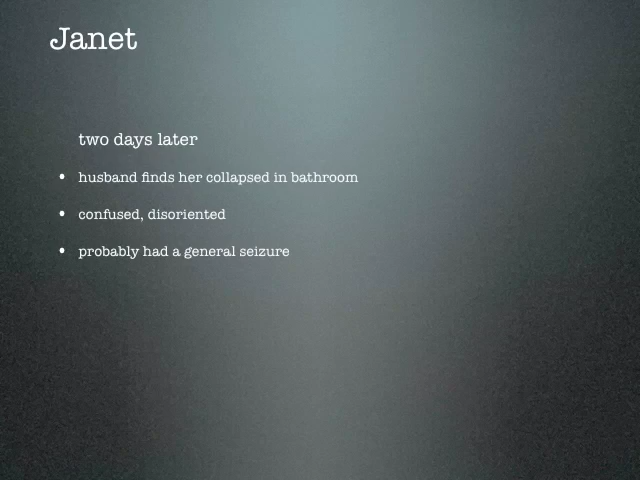 Janet
two days later
• husband finds her collapsed in bathroom
• confused, disoriented
• probably had a general seizure